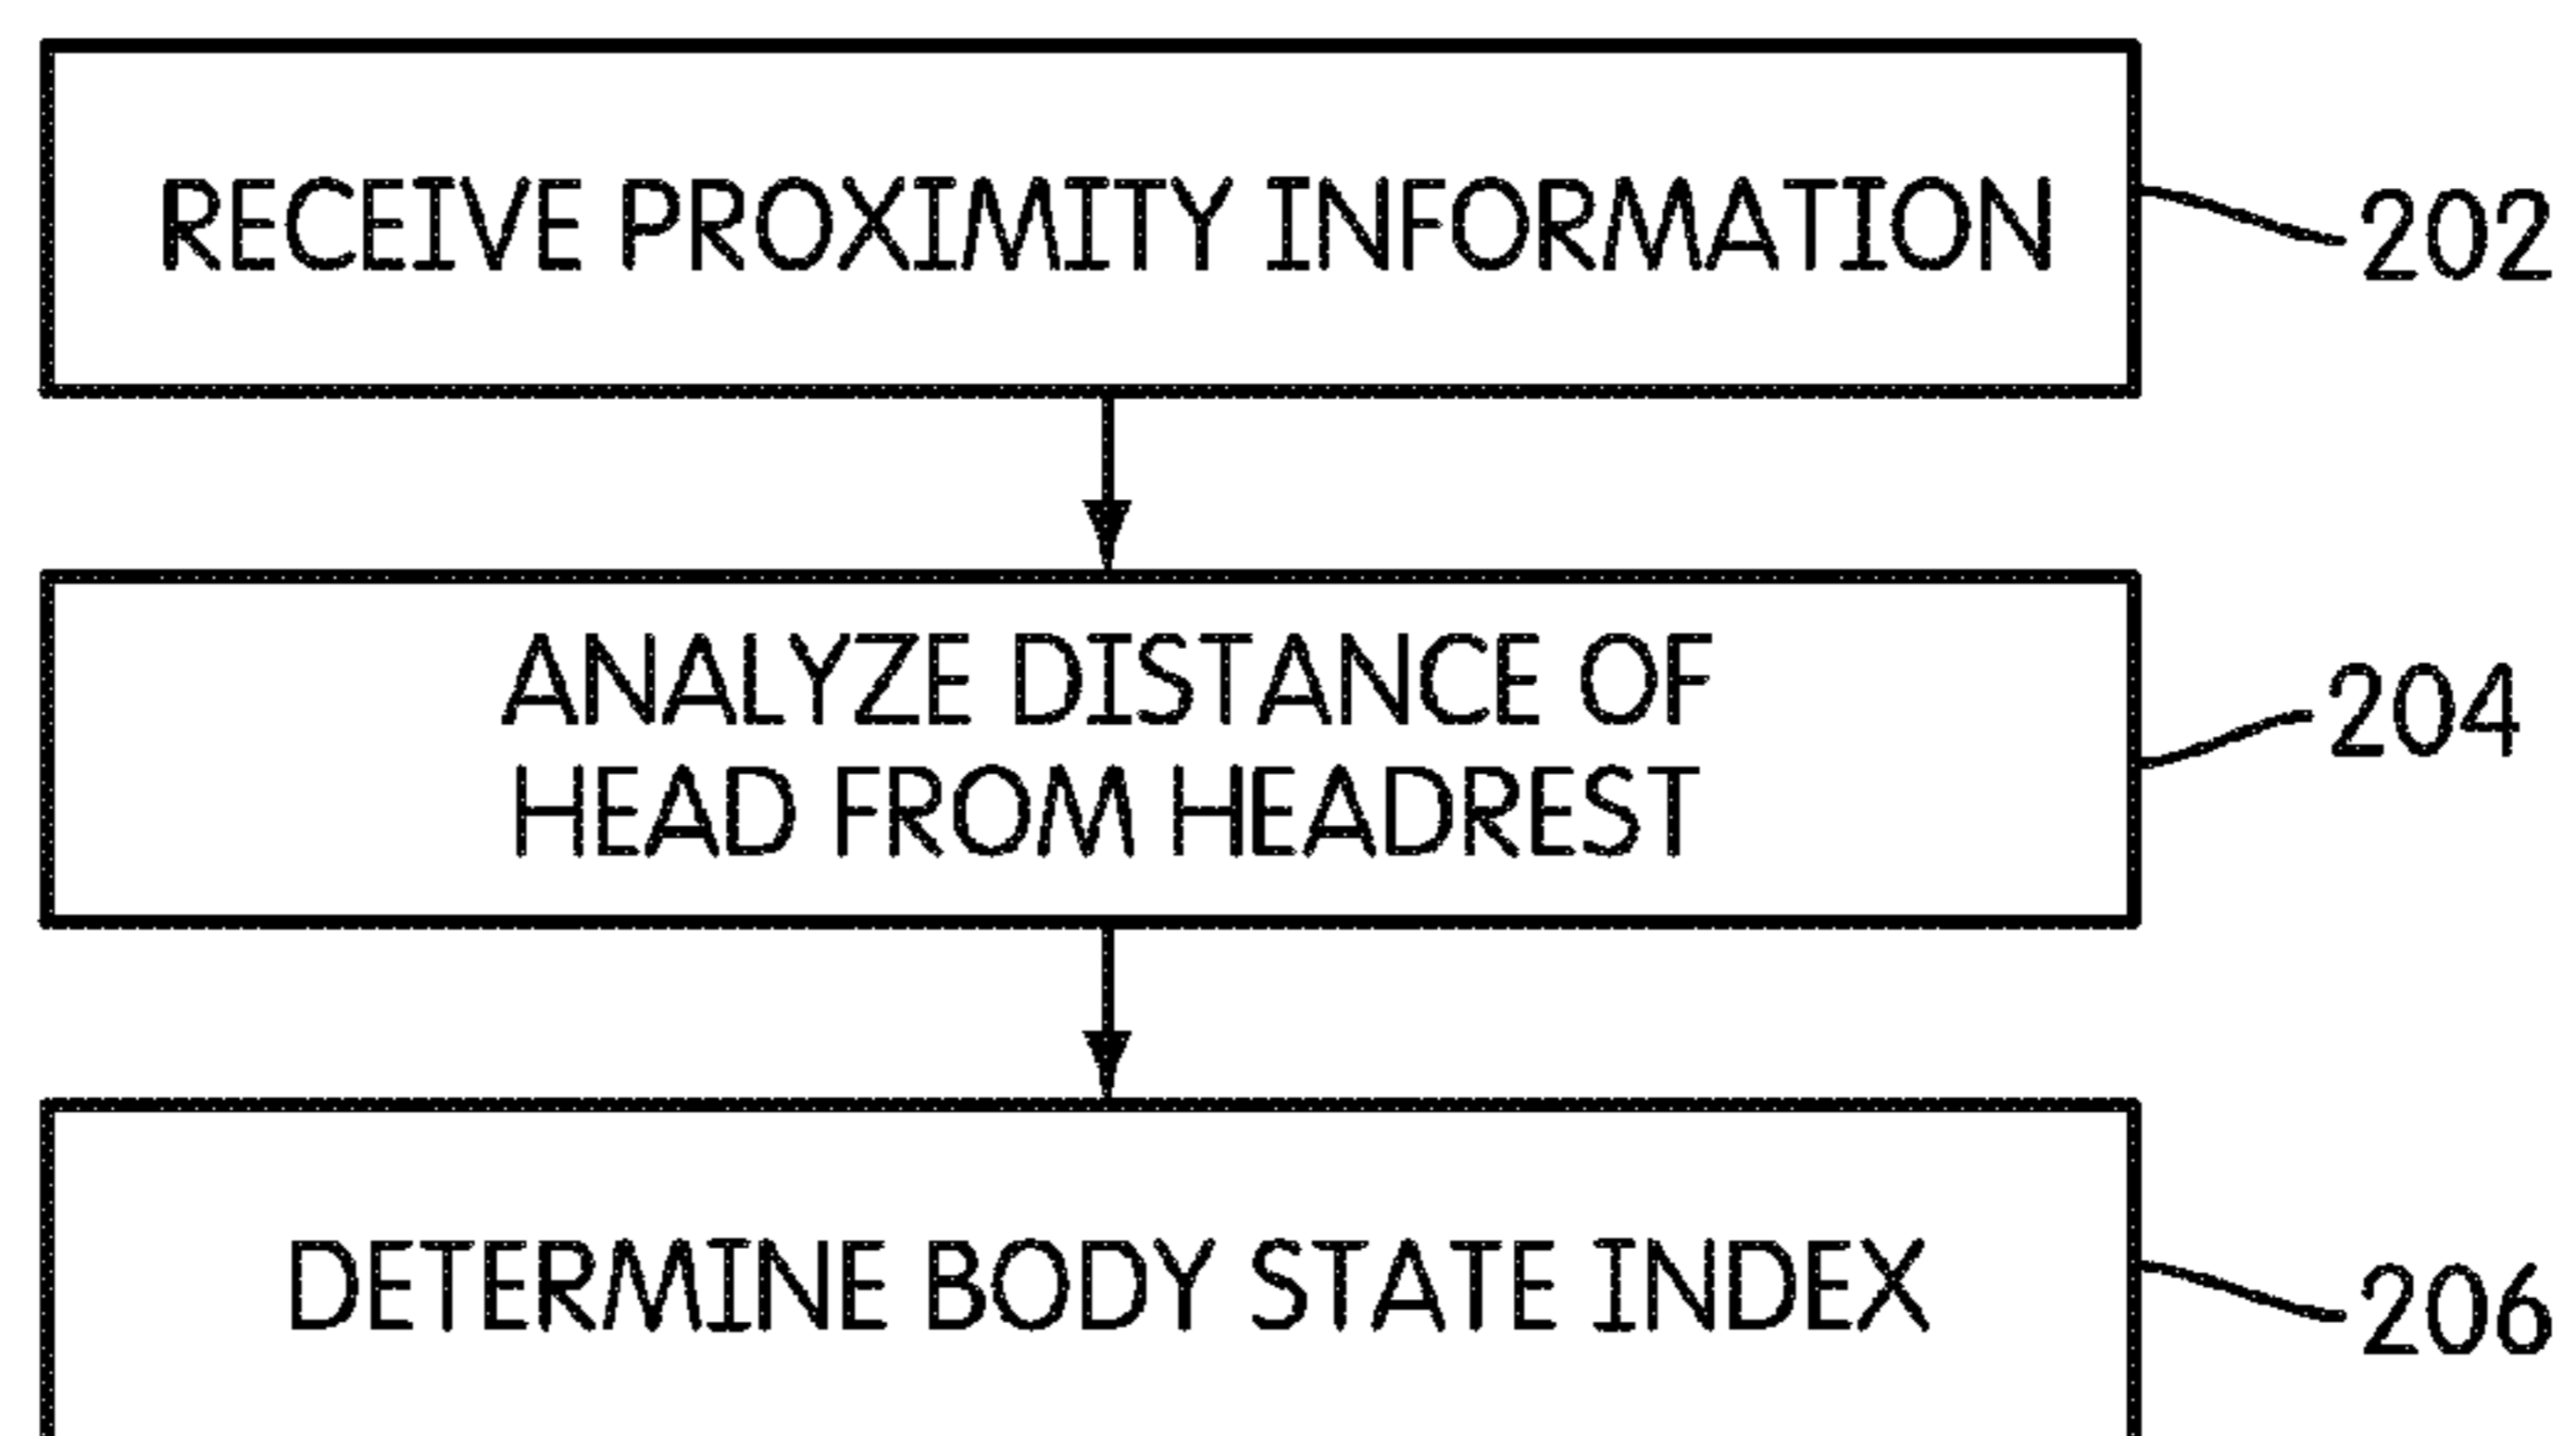 RECEIVE PROXIMITY INFORMATION
202
ANALYZE DISTANCE OF
HEAD FROM HEADREST
204
DETERMINE BODY STATE INDEX
206